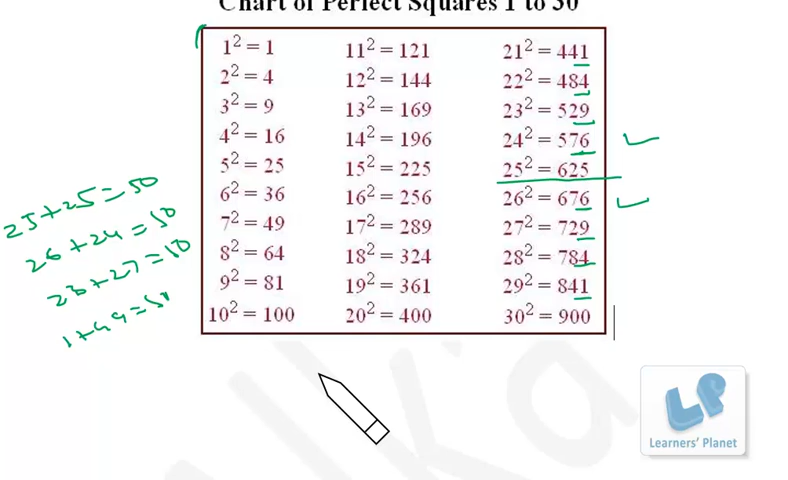 Chart of Perfect Squares 1 to 30
1² = 1
2² = 4
3² = 9
4² = 16
5² = 25
6² = 36
7² = 49
8² = 64
9² = 81
10² = 100
11² = 121
12² = 144
13² = 169
14² = 196
15² = 225
16² = 256
17² = 289
18² = 324
19² = 361
20² = 400
21² = 441
22² = 484
23² = 529
24² = 576
25² = 625
26² = 676
27² = 729
28² = 784
29² = 841
30² = 900
25+25=50
26+24=50
23+27=50
1+49=50
LP
Learners' Planet